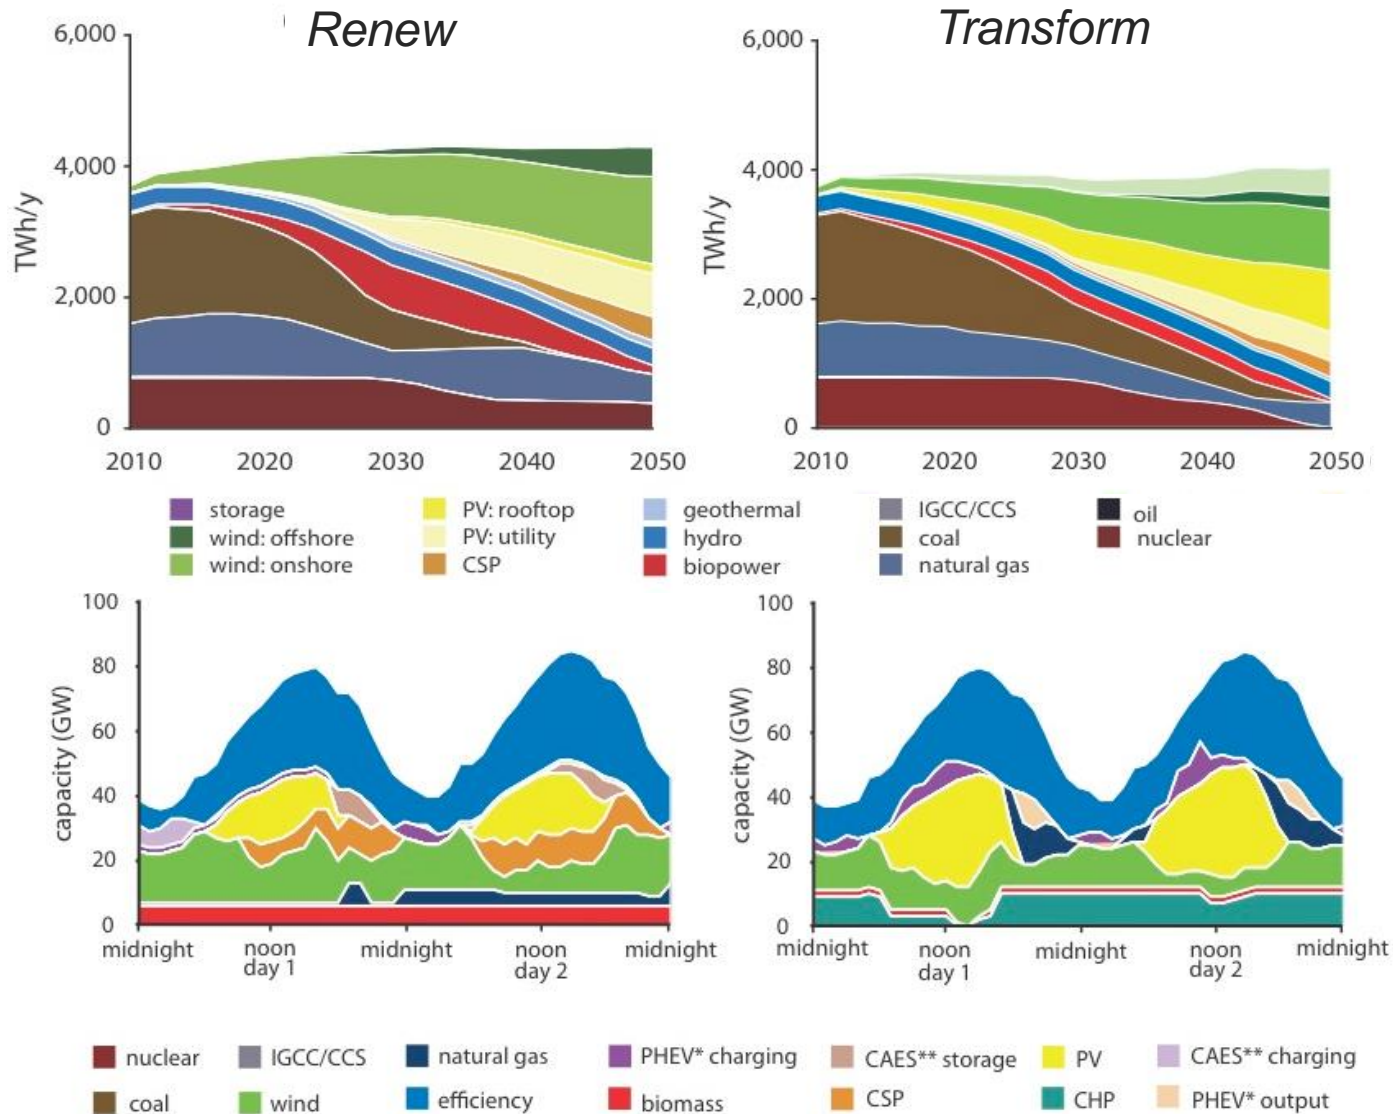 Renew
Transform
6,000
4,000
2,000
0
TWh/y
2010 2020 2030 2040 2050
6,000
4,000
2,000
0
TWh/y
2010 2020 2030 2040 2050
storage PV: rooftop geothermal IGCC/CCS oil
wind: offshore PV: utility hydro coal nuclear
wind: onshore CSP biopower natural gas
100
80
60
40
20
0
capacity (GW)
midnight noon midnight noon midnight
day 1 day 2
100
80
60
40
20
0
capacity (GW)
midnight noon midnight noon midnight
day 1 day 2
nuclear IGCC/CCS natural gas PHEV* charging CAES** storage PV CAES** charging
coal wind efficiency biomass CSP CHP PHEV* output